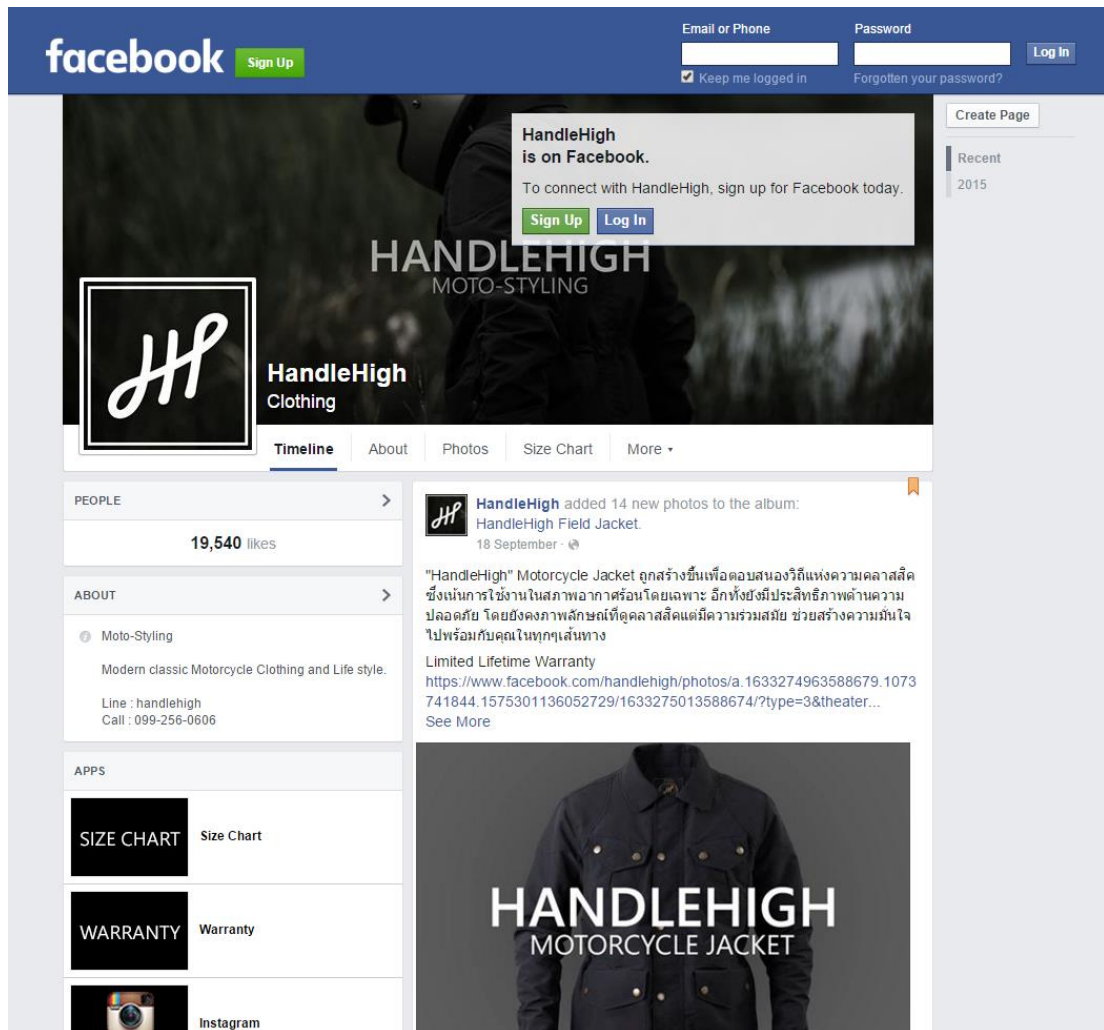 facebook
Sign Up
Email or Phone
Password
Log In
Keep me logged in
Forgotten your password?
Create Page
Recent
2015
HandleHigh
is on Facebook.
To connect with HandleHigh, sign up for Facebook today.
Sign Up
Log In
HANDLEHIGH
MOTO-STYLING
HandleHigh
Clothing
Timeline
About
Photos
Size Chart
More
PEOPLE
19,540 likes
ABOUT
Moto-Styling
Modern classic Motorcycle Clothing and Life style.
Line : handlehigh
Call : 099-256-0606
APPS
SIZE CHART
Size Chart
WARRANTY
Warranty
Instagram
HandleHigh added 14 new photos to the album:
HandleHigh Field Jacket.
18 September ·
"HandleHigh" Motorcycle Jacket ถูกสร้างขึ้นเพื่อตอบสนองวิถีแห่งความคลาสสิค
ซึ่งเน้นการใช้งานในสภาพอากาศร้อนโดยเฉพาะ อีกทั้งยังมีประสิทธิภาพด้านความ
ปลอดภัย โดยยังคงภาพลักษณ์ที่ดูคลาสสิคแต่มีความร่วมสมัย ช่วยสร้างความมั่นใจ
ไปพร้อมกับคุณในทุกๆเส้นทาง
Limited Lifetime Warranty
https://www.facebook.com/handlehigh/photos/a.1633274963588679.1073
741844.1575301136052729/1633275013588674/?type=3&theater...
See More
HANDLEHIGH
MOTORCYCLE JACKET